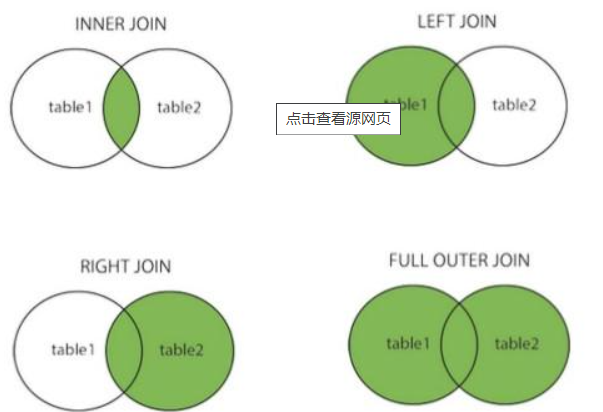 INNER JOIN
LEFT JOIN
table1
table2
点击查看源网页
table1
table2
RIGHT JOIN
FULL OUTER JOIN
table1
table2
table1
table2